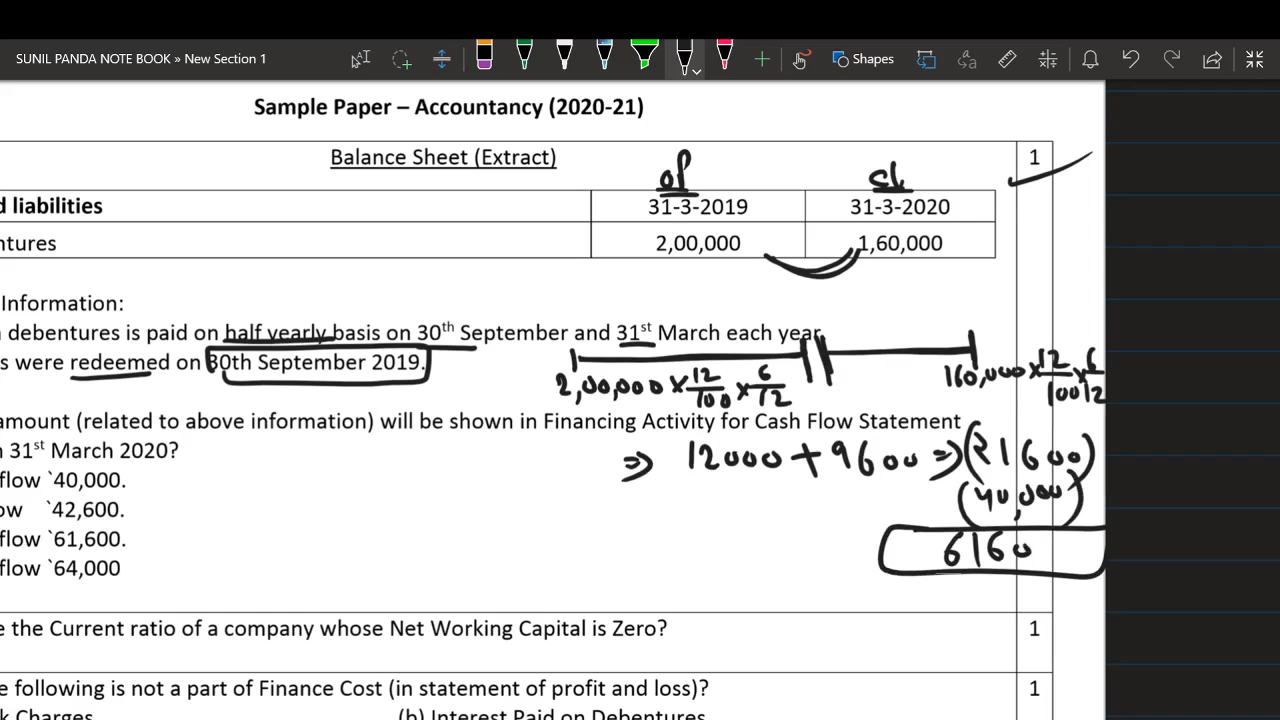 SUNIL PANDA NOTE BOOK » New Section 1
Shapes
Sample Paper – Accountancy (2020-21)
Balance Sheet (Extract) 1
op cl
d liabilities 31-3-2019 31-3-2020
entures 2,00,000 1,60,000
Information:
debentures is paid on half yearly basis on 30th September and 31st March each year
s were redeemed on 30th September 2019.
2,00,000 × 12/100 × 6/12 160,000 × 12/100 × 6/12
amount (related to above information) will be shown in Financing Activity for Cash Flow Statement
n 31st March 2020?
⇒ 12000 + 9600 ⇒ (21600)
flow `40,000.
(40,000)
ow `42,600.
flow `61,600.
6160
flow `64,000
e the Current ratio of a company whose Net Working Capital is Zero? 1
e following is not a part of Finance Cost (in statement of profit and loss)? 1
k Charges (b) Interest Paid on Debentures